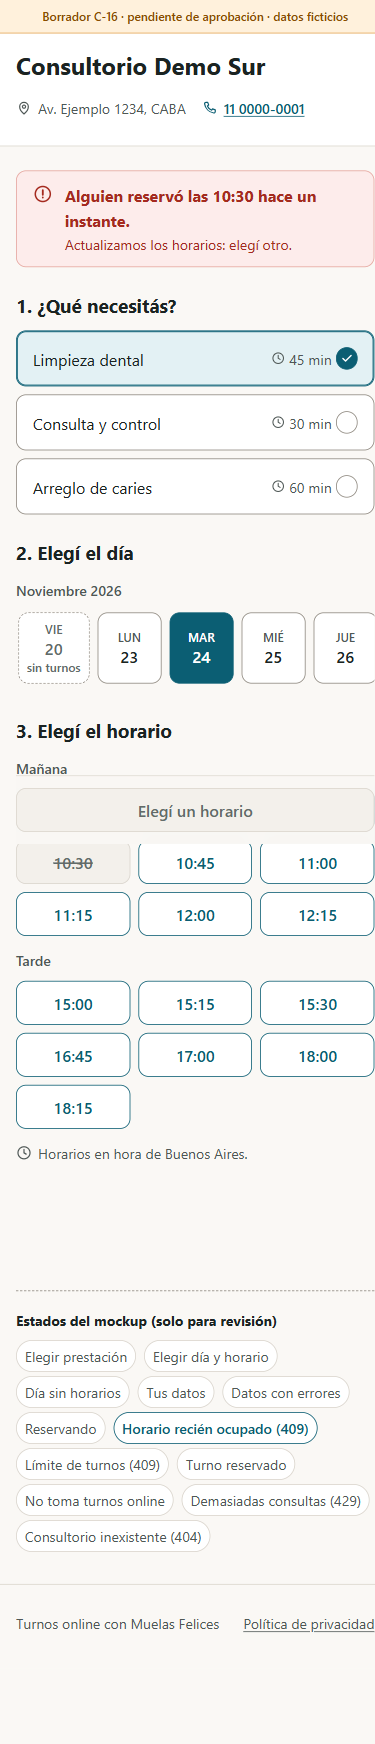 Borrador C-16 · pendiente de aprobación · datos ficticios
Consultorio Demo Sur
Av. Ejemplo 1234, CABA
11 0000-0001
Alguien reservó las 10:30 hace un
instante.
Actualizamos los horarios: elegí otro.
1. ¿Qué necesitás?
Limpieza dental
45 min
Consulta y control
30 min
Arreglo de caries
60 min
2. Elegí el día
Noviembre 2026
VIE
20
sin turnos
LUN
23
MAR
24
MIÉ
25
JUE
26
3. Elegí el horario
Mañana
Elegí un horario
10:30
10:45
11:00
11:15
12:00
12:15
Tarde
15:00
15:15
15:30
16:45
17:00
18:00
18:15
Horarios en hora de Buenos Aires.
Estados del mockup (solo para revisión)
Elegir prestación
Elegir día y horario
Día sin horarios
Tus datos
Datos con errores
Reservando
Horario recién ocupado (409)
Límite de turnos (409)
Turno reservado
No toma turnos online
Demasiadas consultas (429)
Consultorio inexistente (404)
Turnos online con Muelas Felices
Política de privacidad